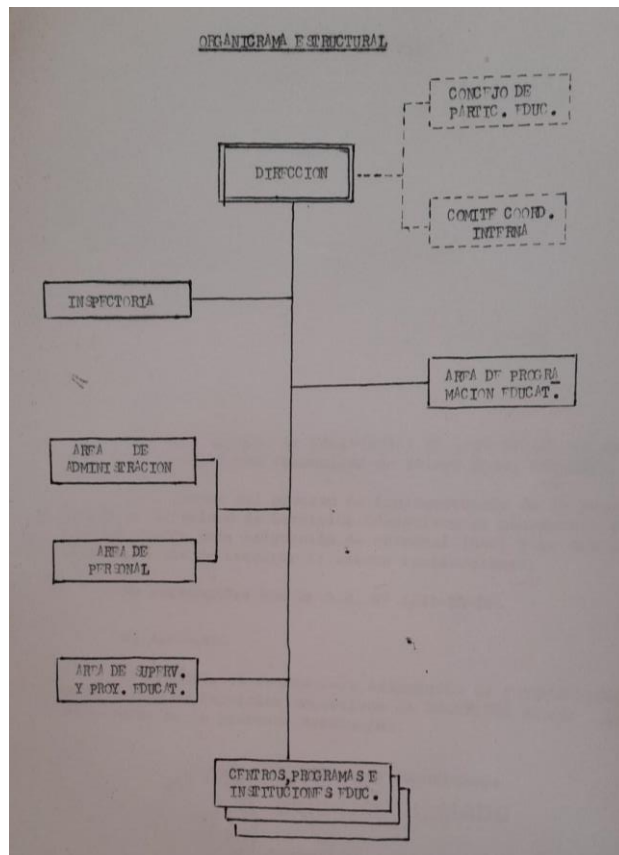 ORGANIGRAMA ESTRUCTURAL
CONCEJO DE
PARTIC. EDUC.
DIRECCION
COMITE COORD.
INTERNA
INSPECTORIA
AREA DE PROGRA
MACION EDUCAT.
AREA DE
ADMINISTRACION
AREA DE
PERSONAL
AREA DE SUPERV.
Y PROY. EDUCAT.
CENTROS, PROGRAMAS E
INSTITUCIONES EDUC.